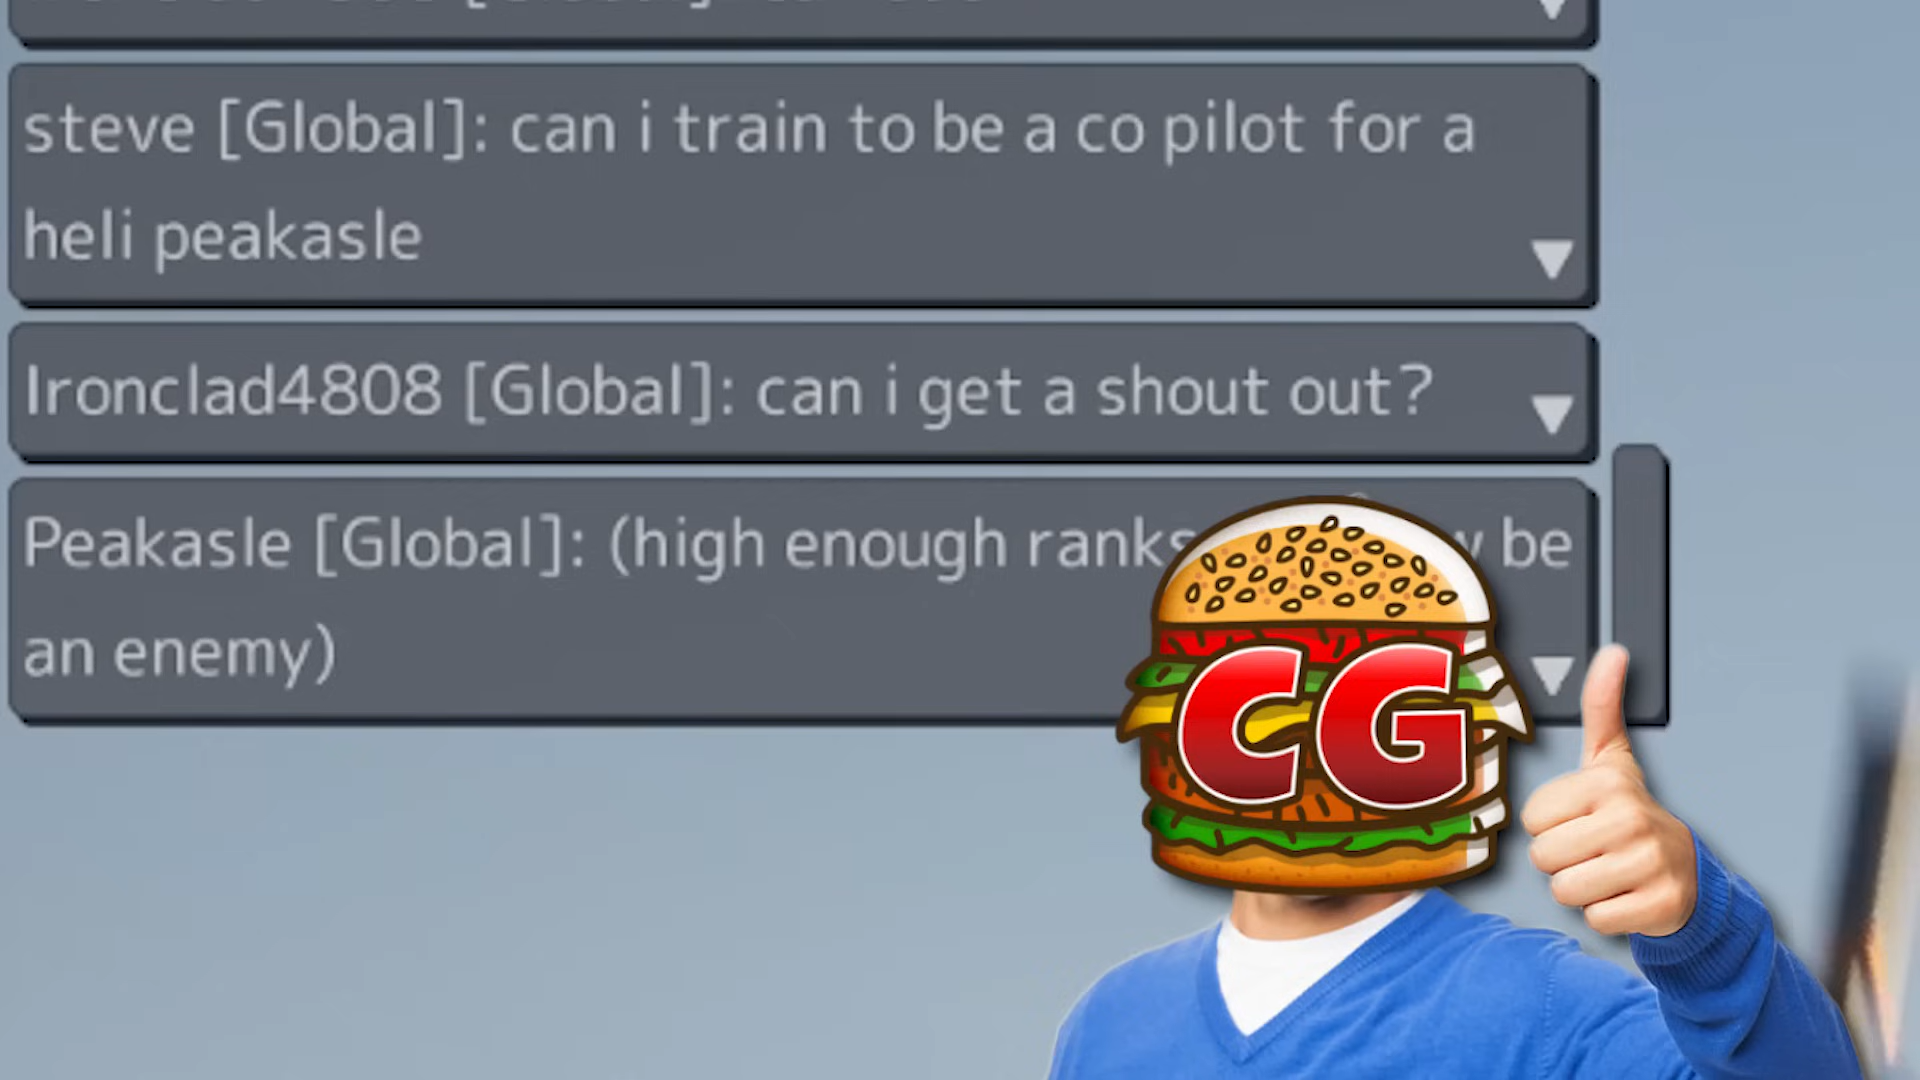 steve [Global]: can i train to be a co pilot for a
heli peakasle
Ironclad4808 [Global]: can i get a shout out?
Peakasle [Global]: (high enough ranks be
an enemy)
CG